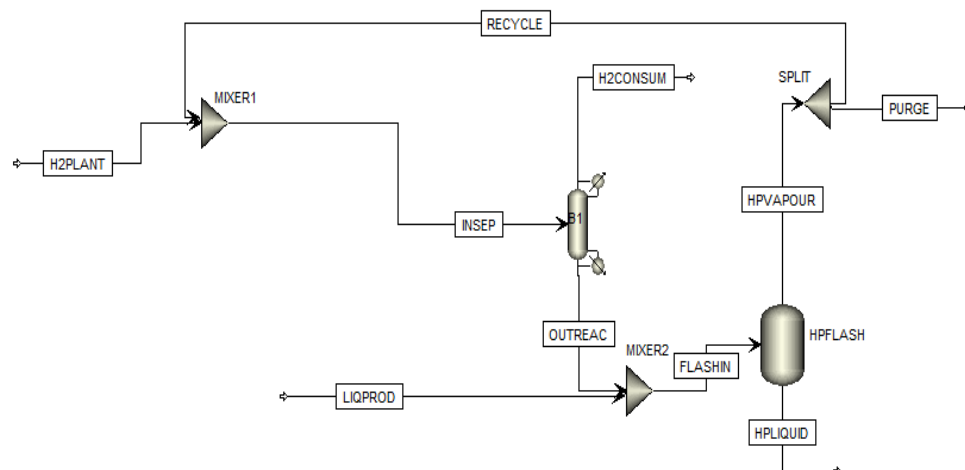 RECYCLE
H2CONSUM
SPLIT
MIXER1
PURGE
H2PLANT
HPVAPOUR
B1
INSEP
OUTREAC
HPFLASH
MIXER2
FLASHIN
LIQPROD
HPLIQUID